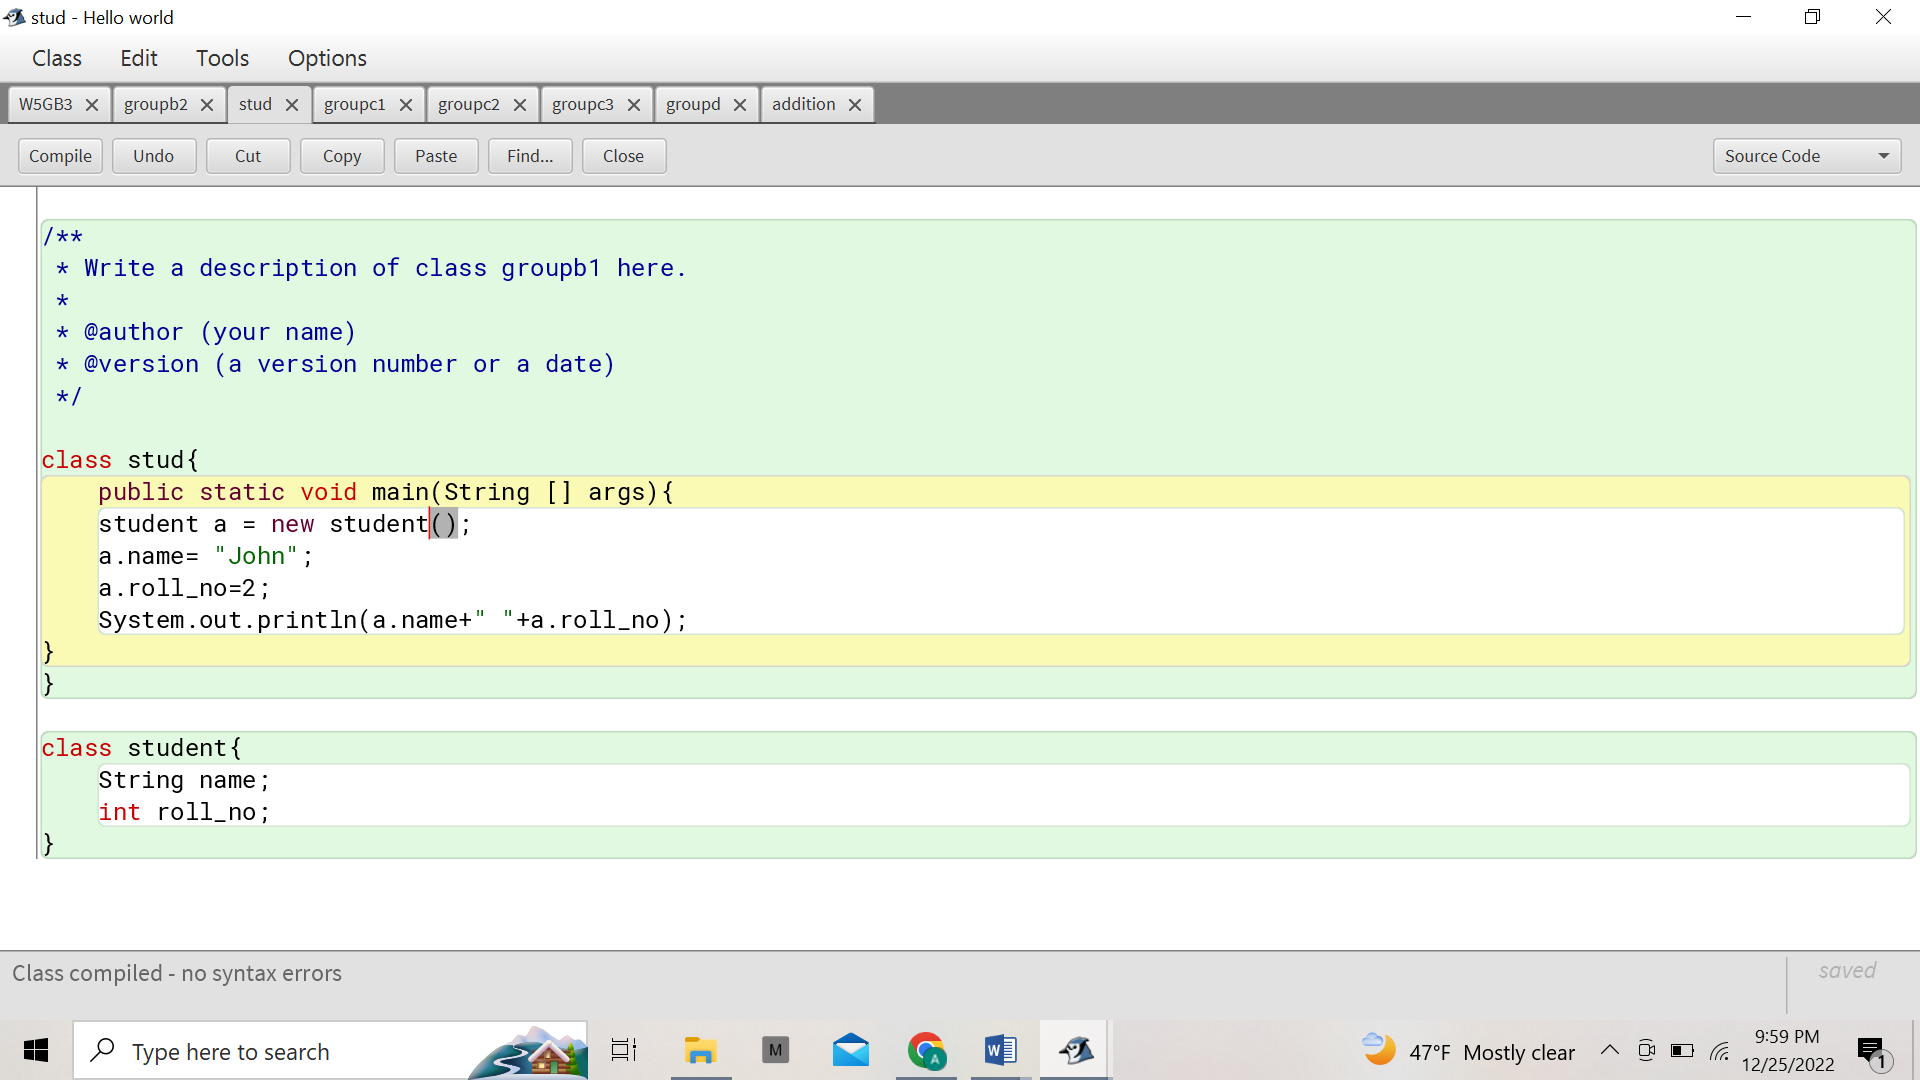 stud - Hello world
Class Edit Tools Options
W5GB3 groupb2 stud groupc1 groupc2 groupc3 groupd addition
Compile Undo Cut Copy Paste Find... Close Source Code
/**
 * Write a description of class groupb1 here.
 *
 * @author (your name)
 * @version (a version number or a date)
 */
class stud{
    public static void main(String [] args){
    student a = new student();
    a.name= "John";
    a.roll_no=2;
    System.out.println(a.name+" "+a.roll_no);
}
}
class student{
    String name;
    int roll_no;
}
Class compiled - no syntax errors
saved
Type here to search
M
A
W
47°F Mostly clear
9:59 PM
12/25/2022
1